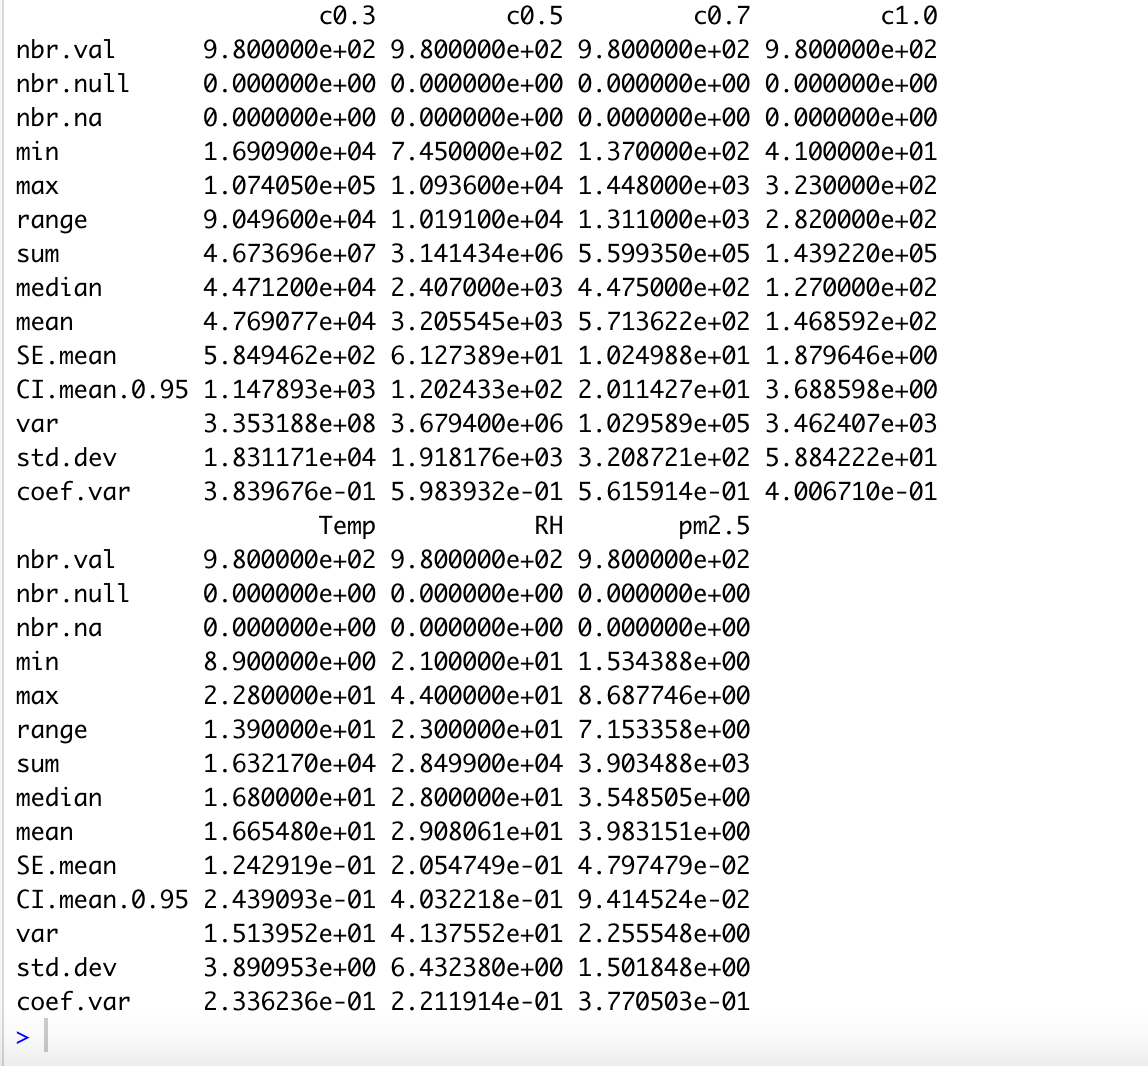 c0.3 c0.5 c0.7 c1.0
nbr.val 9.800000e+02 9.800000e+02 9.800000e+02 9.800000e+02
nbr.null 0.000000e+00 0.000000e+00 0.000000e+00 0.000000e+00
nbr.na 0.000000e+00 0.000000e+00 0.000000e+00 0.000000e+00
min 1.690900e+04 7.450000e+02 1.370000e+02 4.100000e+01
max 1.074050e+05 1.093600e+04 1.448000e+03 3.230000e+02
range 9.049600e+04 1.019100e+04 1.311000e+03 2.820000e+02
sum 4.673696e+07 3.141434e+06 5.599350e+05 1.439220e+05
median 4.471200e+04 2.407000e+03 4.475000e+02 1.270000e+02
mean 4.769077e+04 3.205545e+03 5.713622e+02 1.468592e+02
SE.mean 5.849462e+02 6.127389e+01 1.024988e+01 1.879646e+00
CI.mean.0.95 1.147893e+03 1.202433e+02 2.011427e+01 3.688598e+00
var 3.353188e+08 3.679400e+06 1.029589e+05 3.462407e+03
std.dev 1.831171e+04 1.918176e+03 3.208721e+02 5.884222e+01
coef.var 3.839676e-01 5.983932e-01 5.615914e-01 4.006710e-01
Temp RH pm2.5
nbr.val 9.800000e+02 9.800000e+02 9.800000e+02
nbr.null 0.000000e+00 0.000000e+00 0.000000e+00
nbr.na 0.000000e+00 0.000000e+00 0.000000e+00
min 8.900000e+00 2.100000e+01 1.534388e+00
max 2.280000e+01 4.400000e+01 8.687746e+00
range 1.390000e+01 2.300000e+01 7.153358e+00
sum 1.632170e+04 2.849900e+04 3.903488e+03
median 1.680000e+01 2.800000e+01 3.548505e+00
mean 1.665480e+01 2.908061e+01 3.983151e+00
SE.mean 1.242919e-01 2.054749e-01 4.797479e-02
CI.mean.0.95 2.439093e-01 4.032218e-01 9.414524e-02
var 1.513952e+01 4.137552e+01 2.255548e+00
std.dev 3.890953e+00 6.432380e+00 1.501848e+00
coef.var 2.336236e-01 2.211914e-01 3.770503e-01
>